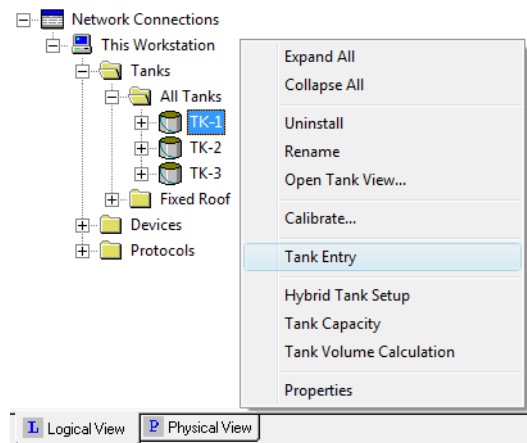 Network Connections
This Workstation
Tanks
All Tanks
TK-1
TK-2
TK-3
Fixed Roof
Devices
Protocols
Expand All
Collapse All
Uninstall
Rename
Open Tank View...
Calibrate...
Tank Entry
Hybrid Tank Setup
Tank Capacity
Tank Volume Calculation
Properties
L Logical View
P Physical View